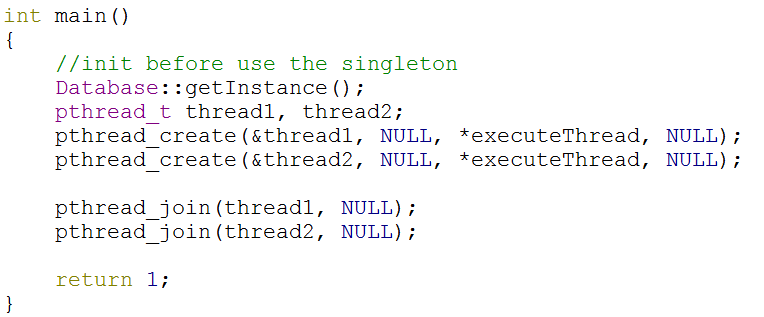 int main()
{
    //init before use the singleton
    Database::getInstance();
    pthread_t thread1, thread2;
    pthread_create(&thread1, NULL, *executeThread, NULL);
    pthread_create(&thread2, NULL, *executeThread, NULL);

    pthread_join(thread1, NULL);
    pthread_join(thread2, NULL);

    return 1;
}